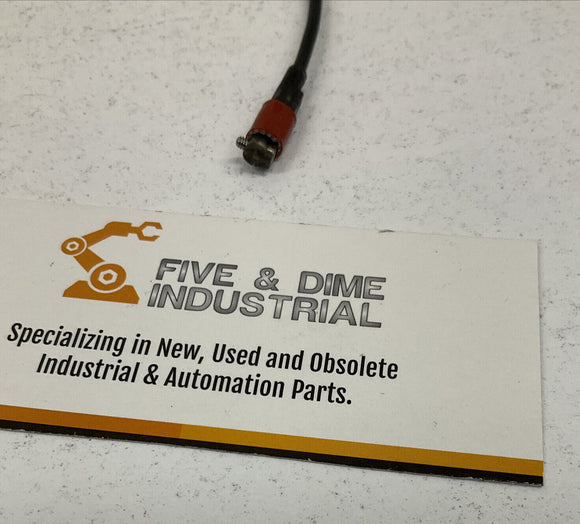 FIVE & DIME
INDUSTRIAL
Specializing in New, Used and Obsolete
Industrial & Automation Parts.